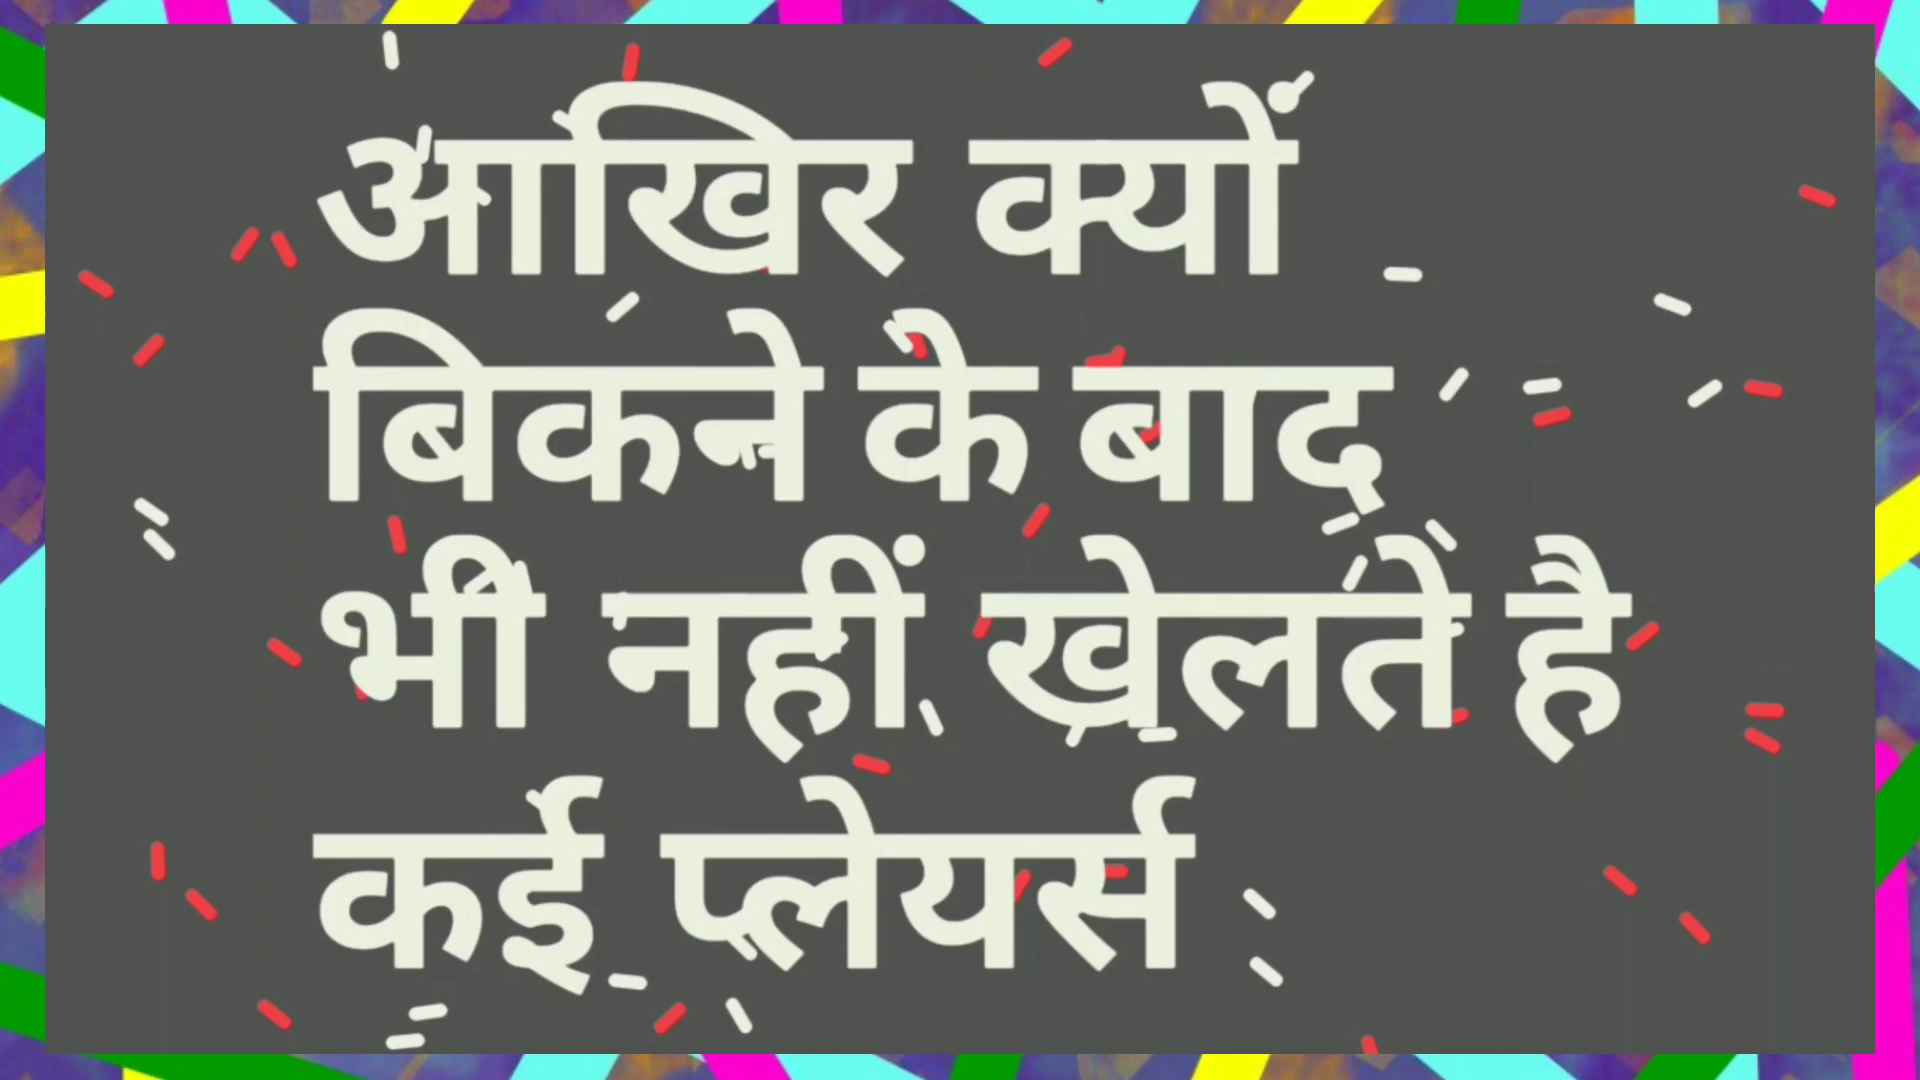 आखिर क्यों
बिकने के बाद
भी नहीं खेलते है
कई प्लेयर्स